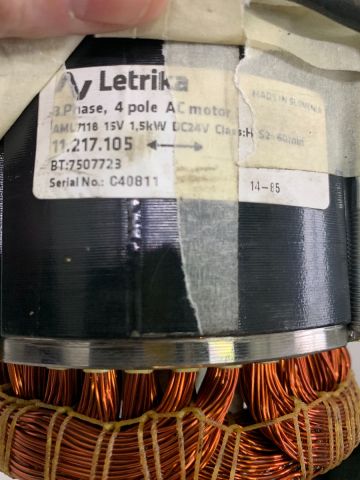 Letrika
3.Phase, 4 pole AC motor
MADE IN SLOVENIA
AML7118 15V 1,5kW DC24V Class:H S2- 60min
11.217.105
BT:7507723
Serial No.: C40811
14-85